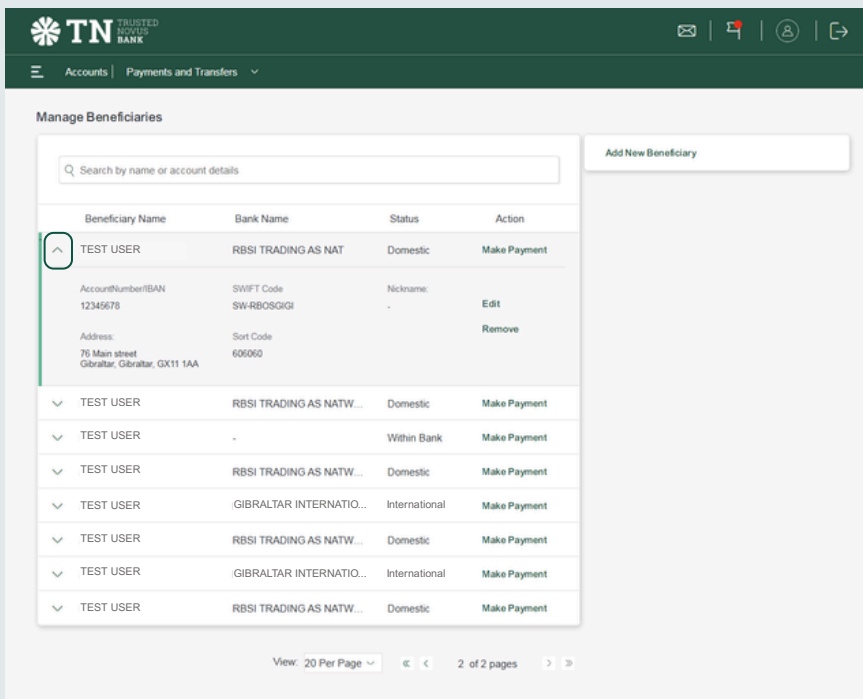 TN TRUSTED NOVUS BANK
Accounts | Payments and Transfers
Manage Beneficiaries
Search by name or account details
Add New Beneficiary
Beneficiary Name Bank Name Status Action
TEST USER RBSI TRADING AS NAT Domestic Make Payment
AccountNumber/IBAN SWIFT Code Nickname:
12345678 SW-RBOSGIGI -
Edit
Remove
Address: Sort Code
76 Main street 606060
Gibraltar, Gibraltar, GX11 1AA
TEST USER RBSI TRADING AS NATW... Domestic Make Payment
TEST USER - Within Bank Make Payment
TEST USER RBSI TRADING AS NATW... Domestic Make Payment
TEST USER GIBRALTAR INTERNATIO... International Make Payment
TEST USER RBSI TRADING AS NATW... Domestic Make Payment
TEST USER GIBRALTAR INTERNATIO... International Make Payment
TEST USER RBSI TRADING AS NATW... Domestic Make Payment
View: 20 Per Page « < 2 of 2 pages > »